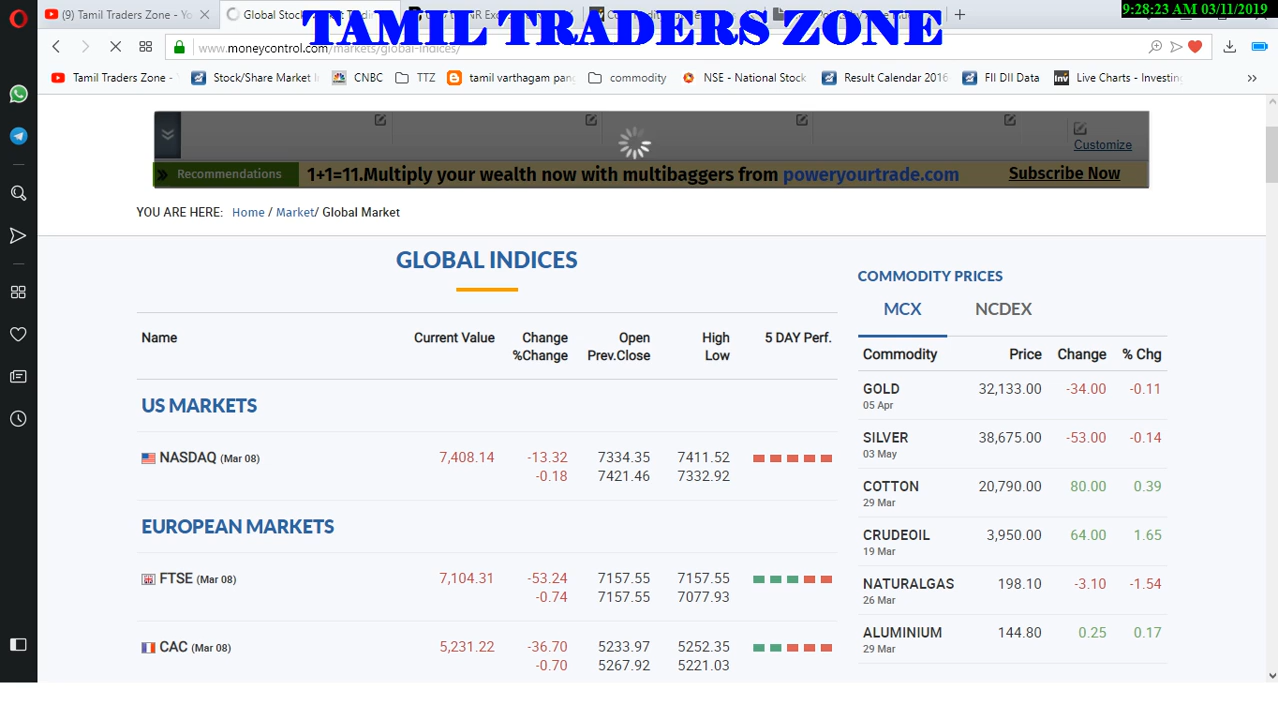 9:28:23 AM 03/11/2019
TAMIL TRADERS ZONE
(9) Tamil Traders Zone - Yo
Global Stock
www.moneycontrol.com/markets/global-indices/
Tamil Traders Zone -
Stock/Share Market I
CNBC
TTZ
tamil varthagam pang
commodity
NSE - National Stock
Result Calendar 2016
FII DII Data
Live Charts - Investing
Customize
Recommendations
1+1=11.Multiply your wealth now with multibaggers from poweryourtrade.com
Subscribe Now
YOU ARE HERE: Home / Market/ Global Market
GLOBAL INDICES
Name Current Value Change Open High 5 DAY Perf.
%Change Prev.Close Low
US MARKETS
NASDAQ (Mar 08) 7,408.14 -13.32 7334.35 7411.52
-0.18 7421.46 7332.92
EUROPEAN MARKETS
FTSE (Mar 08) 7,104.31 -53.24 7157.55 7157.55
-0.74 7157.55 7077.93
CAC (Mar 08) 5,231.22 -36.70 5233.97 5252.35
-0.70 5267.92 5221.03
COMMODITY PRICES
MCX NCDEX
Commodity Price Change % Chg
GOLD 32,133.00 -34.00 -0.11
05 Apr
SILVER 38,675.00 -53.00 -0.14
03 May
COTTON 20,790.00 80.00 0.39
29 Mar
CRUDEOIL 3,950.00 64.00 1.65
19 Mar
NATURALGAS 198.10 -3.10 -1.54
26 Mar
ALUMINIUM 144.80 0.25 0.17
29 Mar